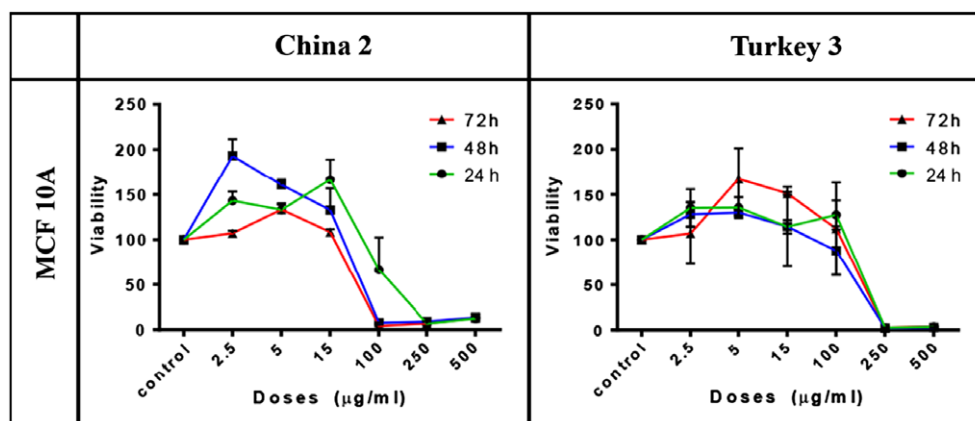 China 2
Turkey 3
MCF 10A
250
200
150
100
50
0
Viability
72h
48h
24h
control
2.5
5
15
100
250
500
Doses (µg/ml)
250
200
150
100
50
0
Viability
72h
48h
24h
control
2.5
5
15
100
250
500
Doses (µg/ml)